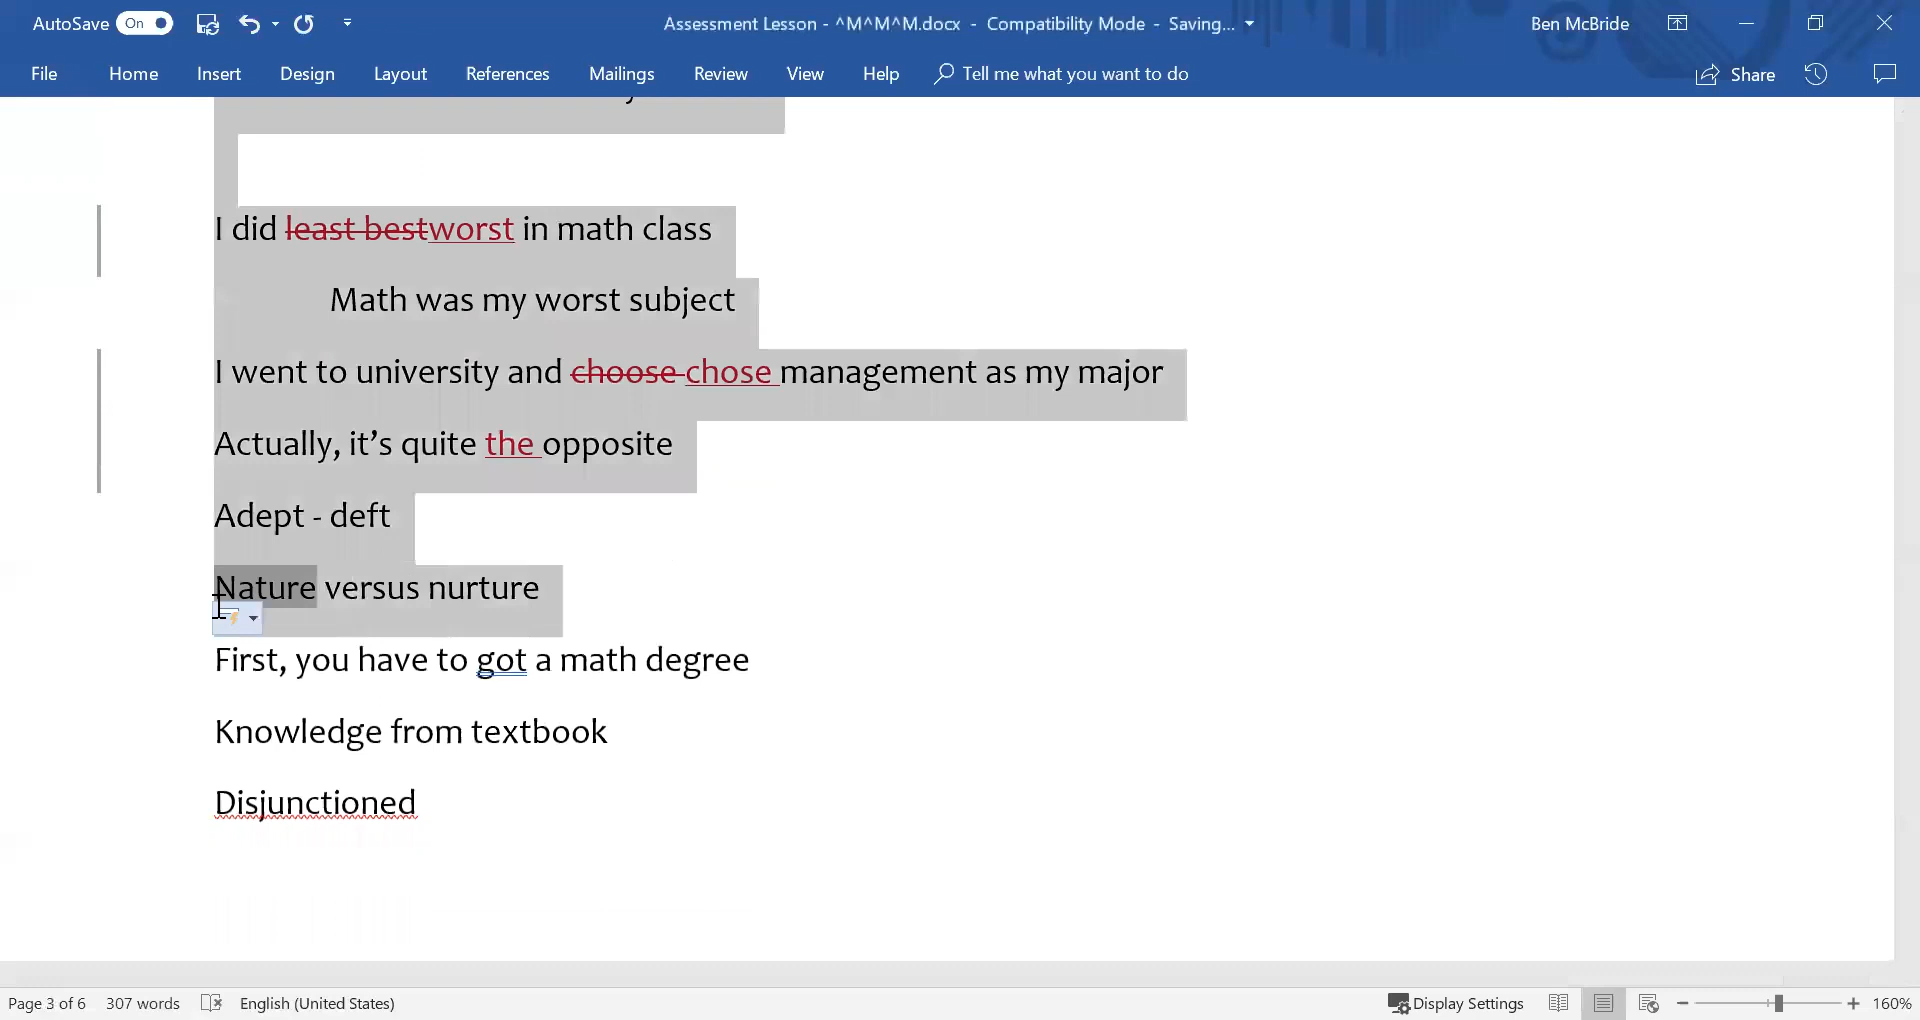 AutoSave On Assessment Lesson - ^M^M^M.docx - Compatibility Mode - Saving... Ben McBride
File Home Insert Design Layout References Mailings Review View Help Tell me what you want to do Share
I did least bestworst in math class
Math was my worst subject
I went to university and choose chose management as my major
Actually, it's quite the opposite
Adept - deft
Nature versus nurture
First, you have to got a math degree
Knowledge from textbook
Disjunctioned
Page 3 of 6 307 words English (United States) Display Settings 160%